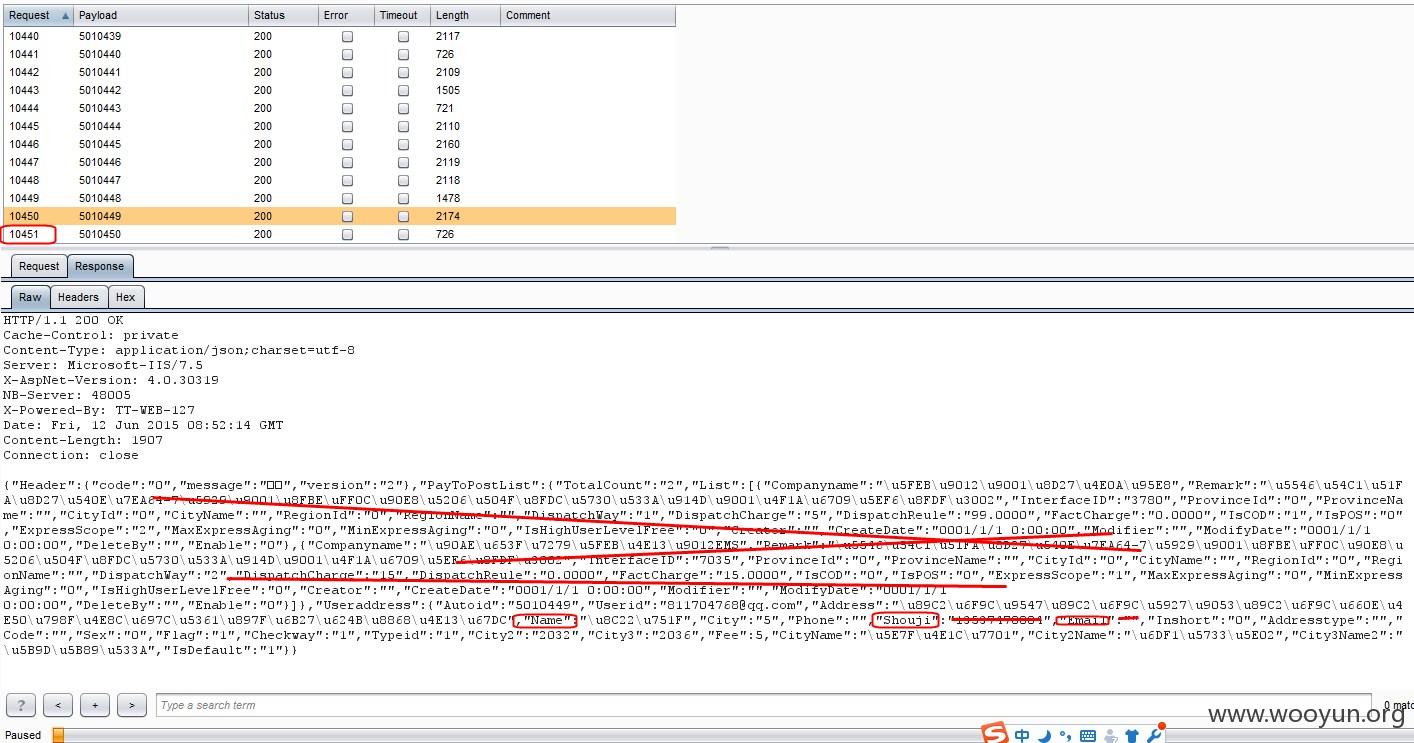 Request Payload Status Error Timeout Length Comment
10440 5010439 200 2117
10441 5010440 200 726
10442 5010441 200 2109
10443 5010442 200 1505
10444 5010443 200 721
10445 5010444 200 2110
10446 5010445 200 2160
10447 5010446 200 2119
10448 5010447 200 2118
10449 5010448 200 1478
10450 5010449 200 2174
10451 5010450 200 726
Request Response
Raw Headers Hex
HTTP/1.1 200 OK
Cache-Control: private
Content-Type: application/json;charset=utf-8
Server: Microsoft-IIS/7.5
X-AspNet-Version: 4.0.30319
NB-Server: 48005
X-Powered-By: TT-WEB-127
Date: Fri, 12 Jun 2015 08:52:14 GMT
Content-Length: 1907
Connection: close
{"Header":{"code":"0","message":"□□","version":"2"},"PayToPostList":{"TotalCount":"2","List":[{"Companyname":"\u5FEB\u9012\u9001\u8D27\u4E0A\u95E8","Remark":"\u5546\u54C1\u51F
A\u8D27\u540E\u7EA64-7\u5929\u9001\u8FBE\uFF0C\u90E8\u5206\u504F\u8FDC\u5730\u533A\u914D\u9001\u4F1A\u6709\u5EF6\u8FDF\u3002","InterfaceID":"3780","ProvinceId":"0","ProvinceNa
me":"","CityId":"0","CityName":"","RegionId":"0","RegionName":"","DispatchWay":"1","DispatchCharge":"5","DispatchReule":"99.0000","FactCharge":"0.0000","IsCOD":"1","IsPOS":"0"
,"ExpressScope":"2","MaxExpressAging":"0","MinExpressAging":"0","IsHighUserLevelFree":"0","Creator":"","CreateDate":"0001/1/1 0:00:00","Modifier":"","ModifyDate":"0001/1/1
0:00:00","DeleteBy":"","Enable":"0"},{"Companyname":"\u90AE\u653F\u7279\u5FEB\u4E13\u9012EMS","Remark":"\u5546\u54C1\u51FA\u8D27\u540E\u7EA64-7\u5929\u9001\u8FBE\uFF0C\u90E8\u
5206\u504F\u8FDC\u5730\u533A\u914D\u9001\u4F1A\u6709\u5EF6\u8FDF\u3002","InterfaceID":"7035","ProvinceId":"0","ProvinceName":"","CityId":"0","CityName":"","RegionId":"0","Regi
onName":"","DispatchWay":"2","DispatchCharge":"15","DispatchReule":"0.0000","FactCharge":"15.0000","IsCOD":"0","IsPOS":"0","ExpressScope":"1","MaxExpressAging":"0","MinExpress
Aging":"0","IsHighUserLevelFree":"0","Creator":"","CreateDate":"0001/1/1 0:00:00","Modifier":"","ModifyDate":"0001/1/1
0:00:00","DeleteBy":"","Enable":"0"}]},"Useraddress":{"Autoid":"5010449","Userid":"811704768@qq.com","Address":"\u89C2\u6F9C\u9547\u89C2\u6F9C\u5927\u9053\u89C2\u6F9C\u660E\u4
E50\u798F\u4E8C\u697C\u5361\u897F\u6B27\u624B\u8868\u4E13\u67DC","Name":"\u8C22\u751F","City":"5","Phone":"","Shouji":"","Email":"","Inshort":"0","Addresstype":"","
Code":"","Sex":"0","Flag":"1","Checkway":"1","Typeid":"1","City2":"2032","City3":"2036","Fee":5,"CityName":"\u5E7F\u4E1C\u7701","City2Name":"\u6DF1\u5733\u5E02","City3Name2":"
\u5B9D\u5B89\u533A","IsDefault":"1"}}
? < + > Type a search term 0 matc
www.wooyun.org
Paused
中